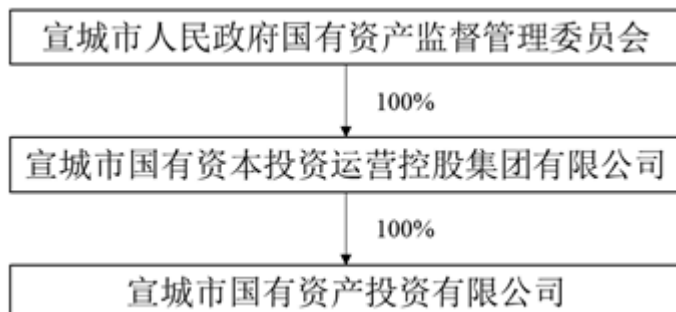 宣城市人民政府国有资产监督管理委员会
100%
宣城市国有资本投资运营控股集团有限公司
100%
宣城市国有资产投资有限公司